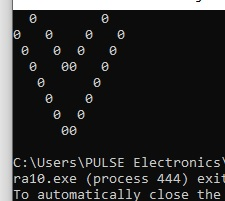 0         0
0   0     0   0
 0   0  0   0
  0    00   0
   0       0
    0     0
     0  0
      00
C:\Users\PULSE Electronics\
ra10.exe (process 444) exit
To automatically close the